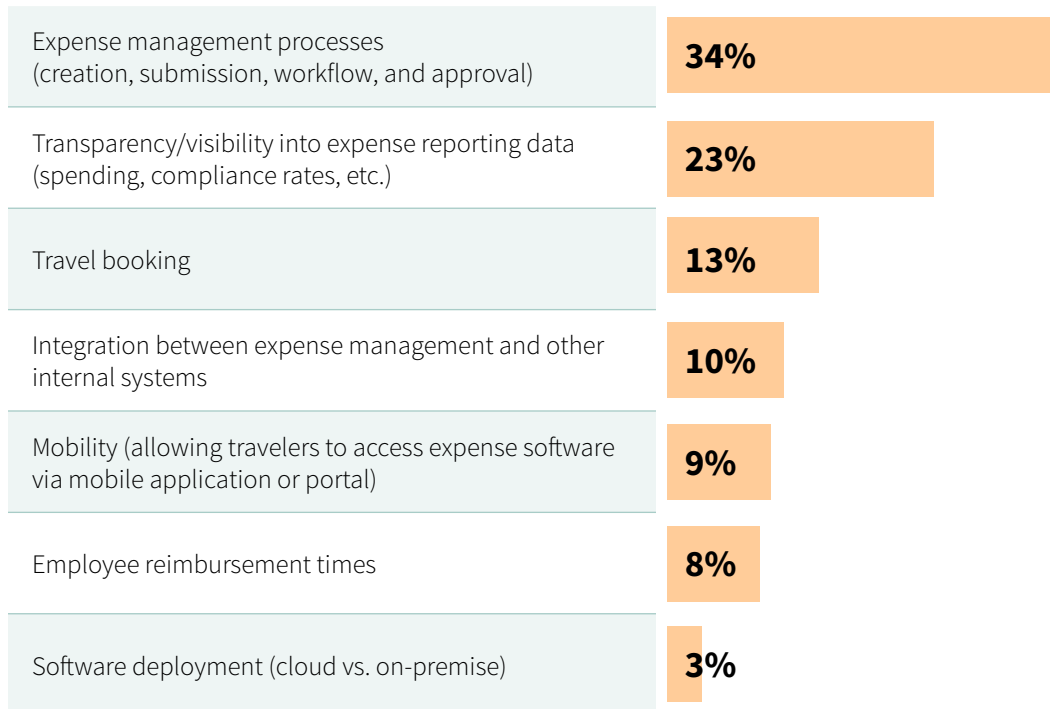 Expense management processes
(creation, submission, workflow, and approval)
34%
Transparency/visibility into expense reporting data
(spending, compliance rates, etc.)
23%
Travel booking
13%
Integration between expense management and other
internal systems
10%
Mobility (allowing travelers to access expense software
via mobile application or portal)
9%
Employee reimbursement times
8%
Software deployment (cloud vs. on-premise)
3%